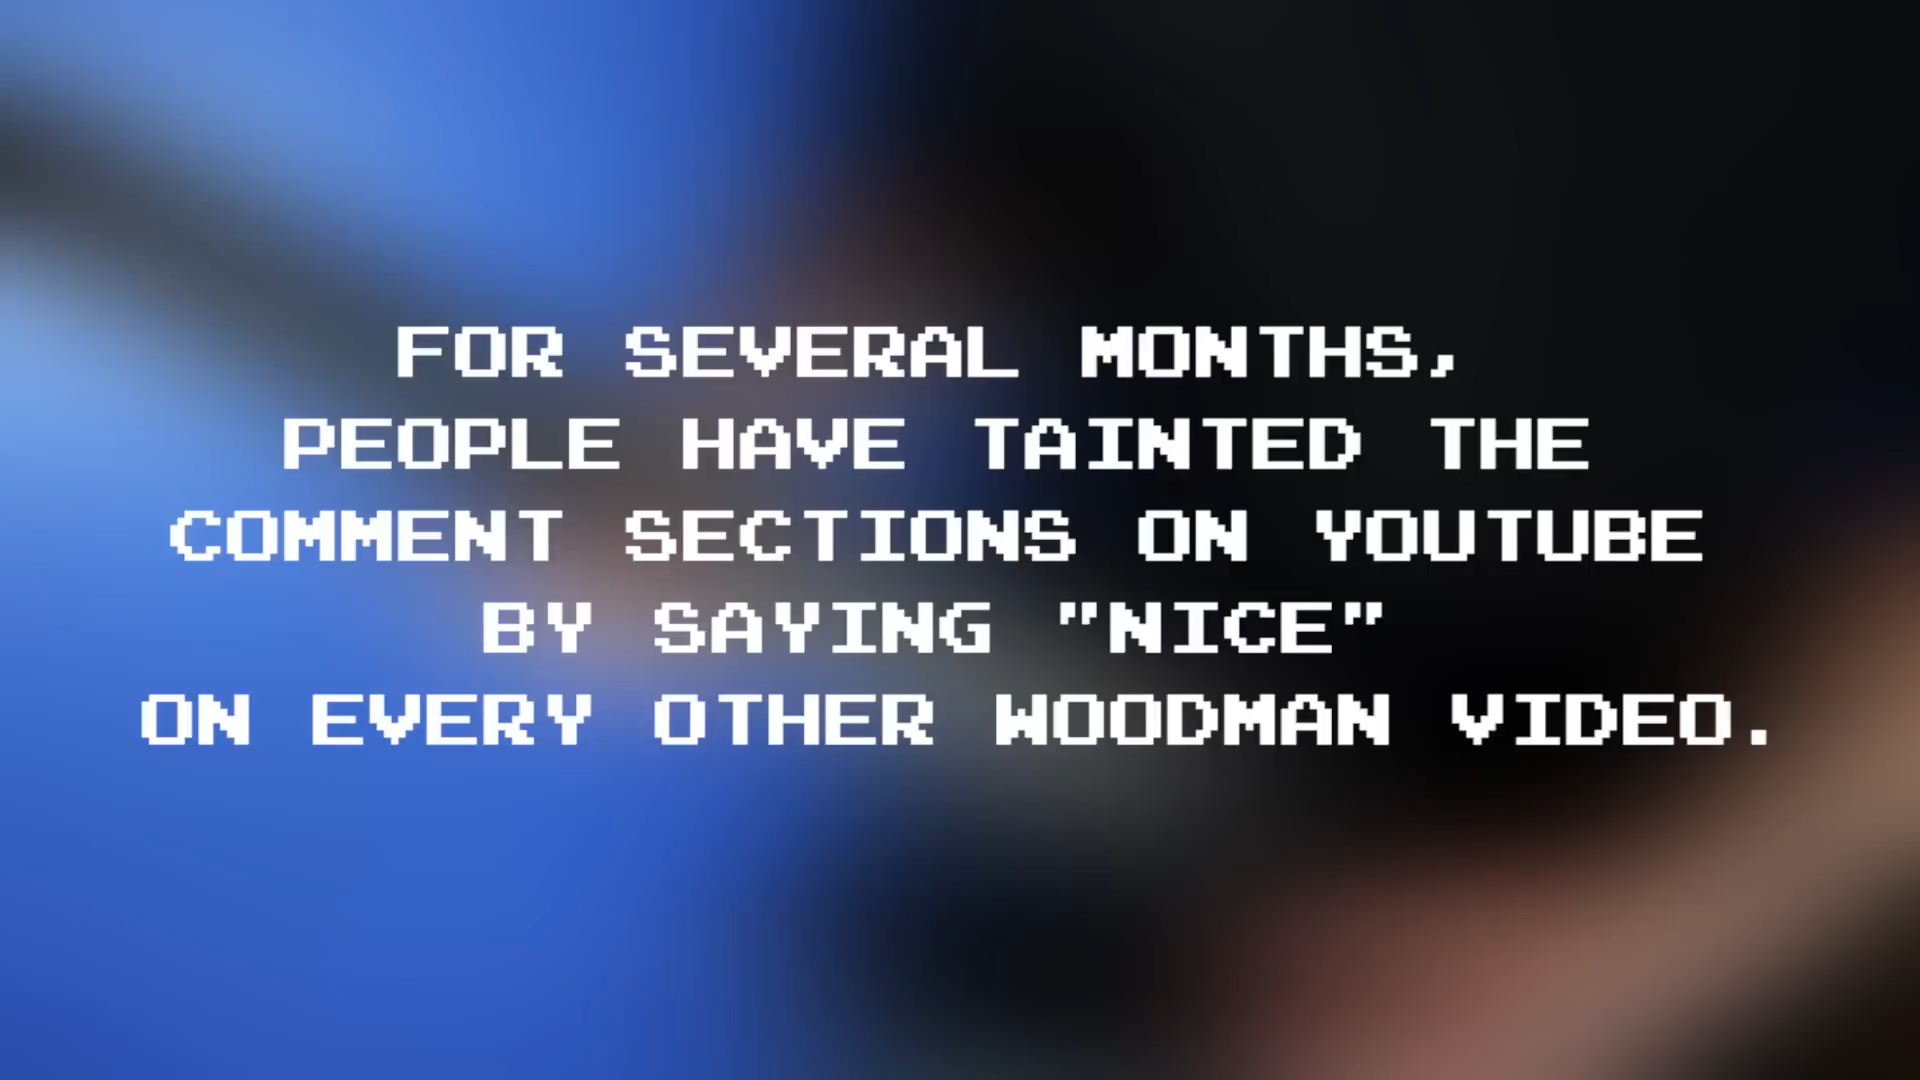 FOR SEVERAL MONTHS,
PEOPLE HAVE TAINTED THE
COMMENT SECTIONS ON YOUTUBE
BY SAYING "NICE"
ON EVERY OTHER WOODMAN VIDEO.